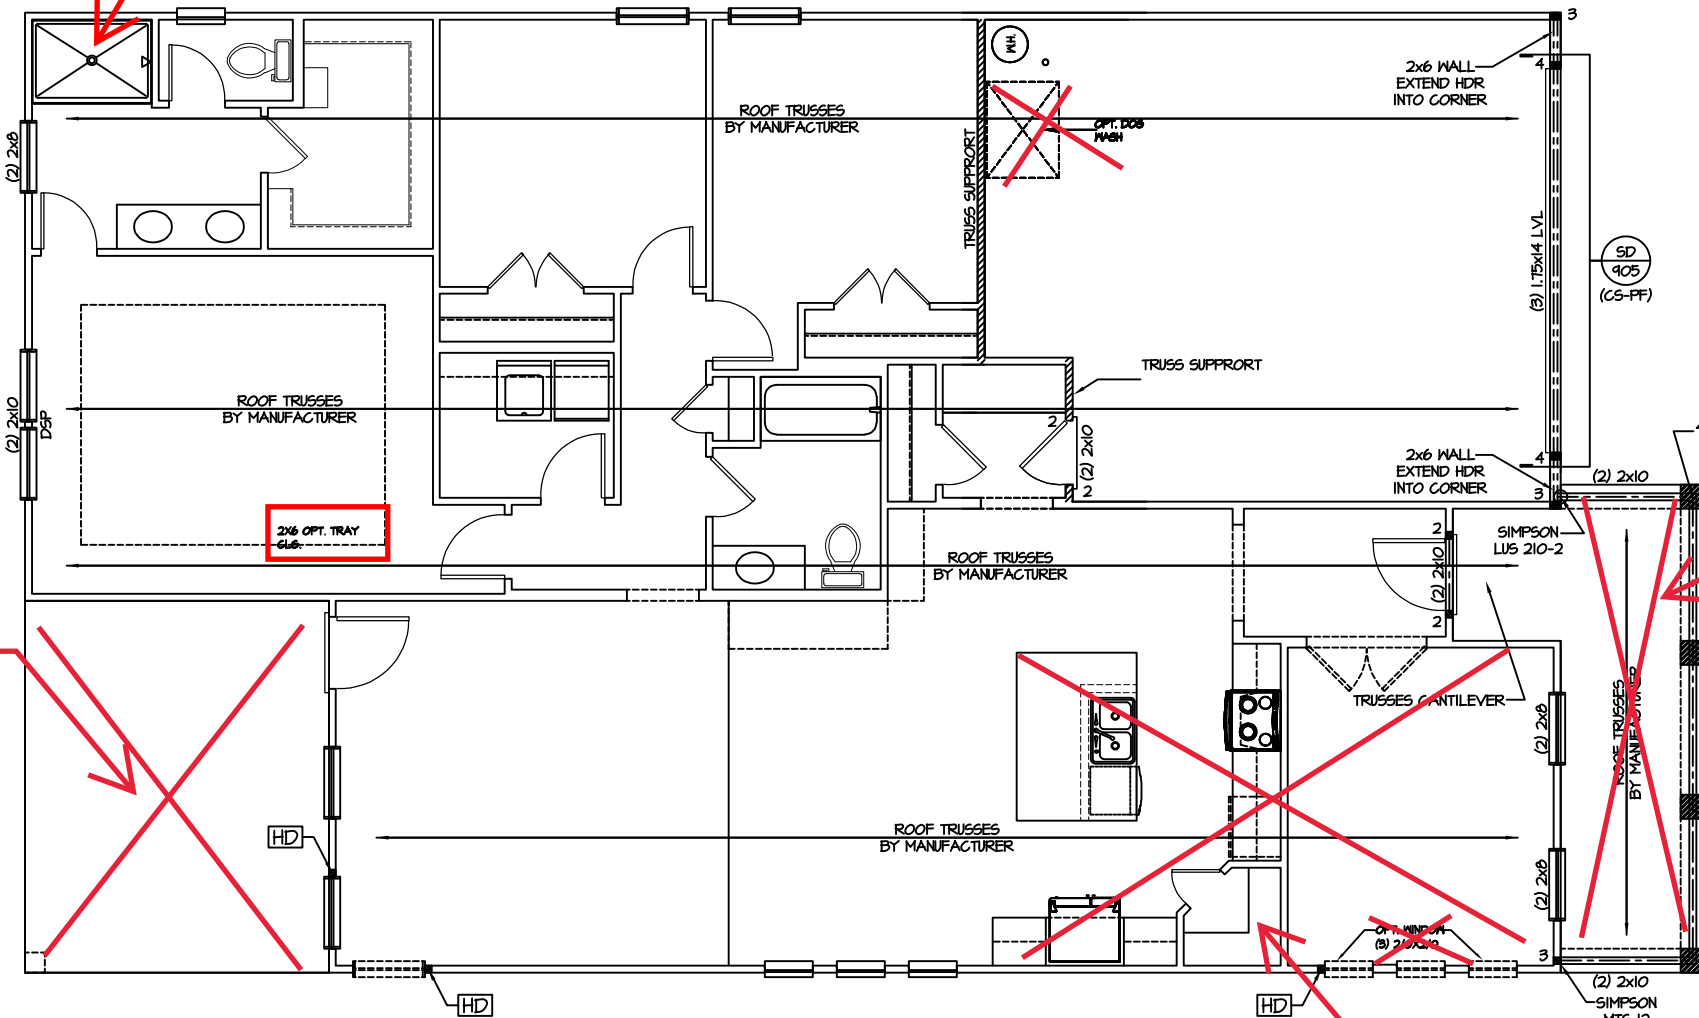 3
2x6 WALL
EXTEND HDR
INTO CORNER
4
ROOF TRUSSES
BY MANUFACTURER
OPT. DOG
WASH
TRUSS SUPPRORT
(2) 2x8
(3) 1.75x14 LVL
SD
905
(CS-PF)
TRUSS SUPPRORT
ROOF TRUSSES
BY MANUFACTURER
(2) 2x10
DSP
2
(2) 2x10
2
2x6 WALL
EXTEND HDR
INTO CORNER
4
3
(2) 2x10
SIMPSON
LUS 210-2
2X6 OPT. TRAY
CLG.
ROOF TRUSSES
BY MANUFACTURER
2
(2) 2x10
2
TRUSSES CANTILEVER
(2) 2x8
ROOF TRUSSES
BY MANUFACTURER
HD
ROOF TRUSSES
BY MANUFACTURER
(2) 2x8
OPT. WINDOW
3
HD
HD
(2) 2x10
SIMPSON